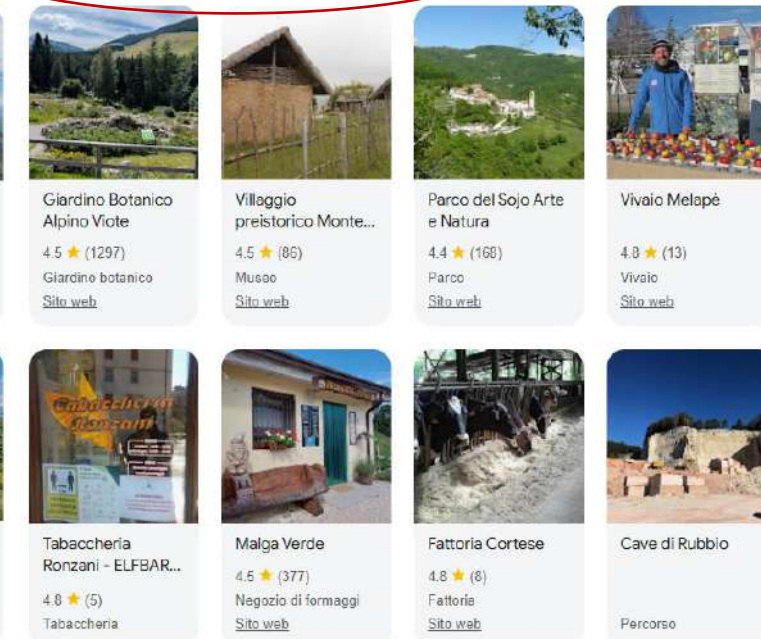 Giardino Botanico
Alpino Viote
4.5 ★ (1297)
Giardino botanico
Sito web
Villaggio
preistorico Monte...
4.5 ★ (86)
Museo
Sito web
Parco del Sojo Arte
e Natura
4.4 ★ (168)
Parco
Sito web
Vivaio Melapè
4.8 ★ (13)
Vivaio
Sito web
Tabaccheria
Ranzani
Tabaccheria
Ronzani - ELFBAR...
4.8 ★ (5)
Tabaccheria
Malga Verde
4.5 ★ (377)
Negozio di formaggi
Sito web
Fattoria Cortese
4.8 ★ (8)
Fattoria
Sito web
Cave di Rubbio
Percorso